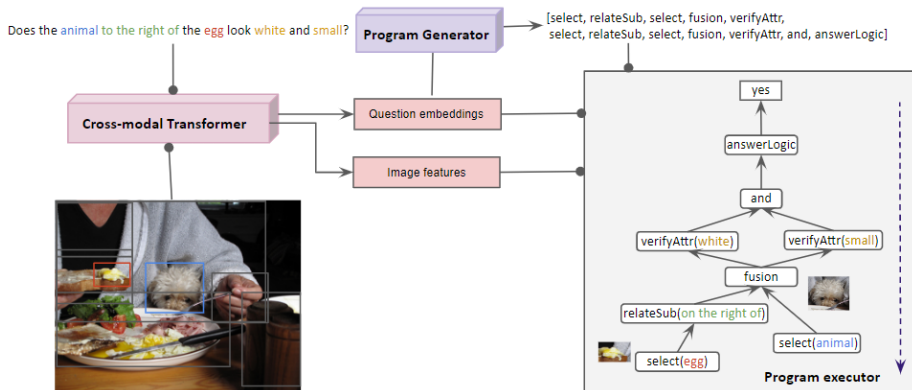 Does the animal to the right of the egg look white and small?
Program Generator
[select, relateSub, select, fusion, verifyAttr,
select, relateSub, select, fusion, verifyAttr, and, answerLogic]
Cross-modal Transformer
Question embeddings
Image features
yes
answerLogic
and
verifyAttr(white)
verifyAttr(small)
fusion
relateSub(on the right of)
select(animal)
select(egg)
Program executor